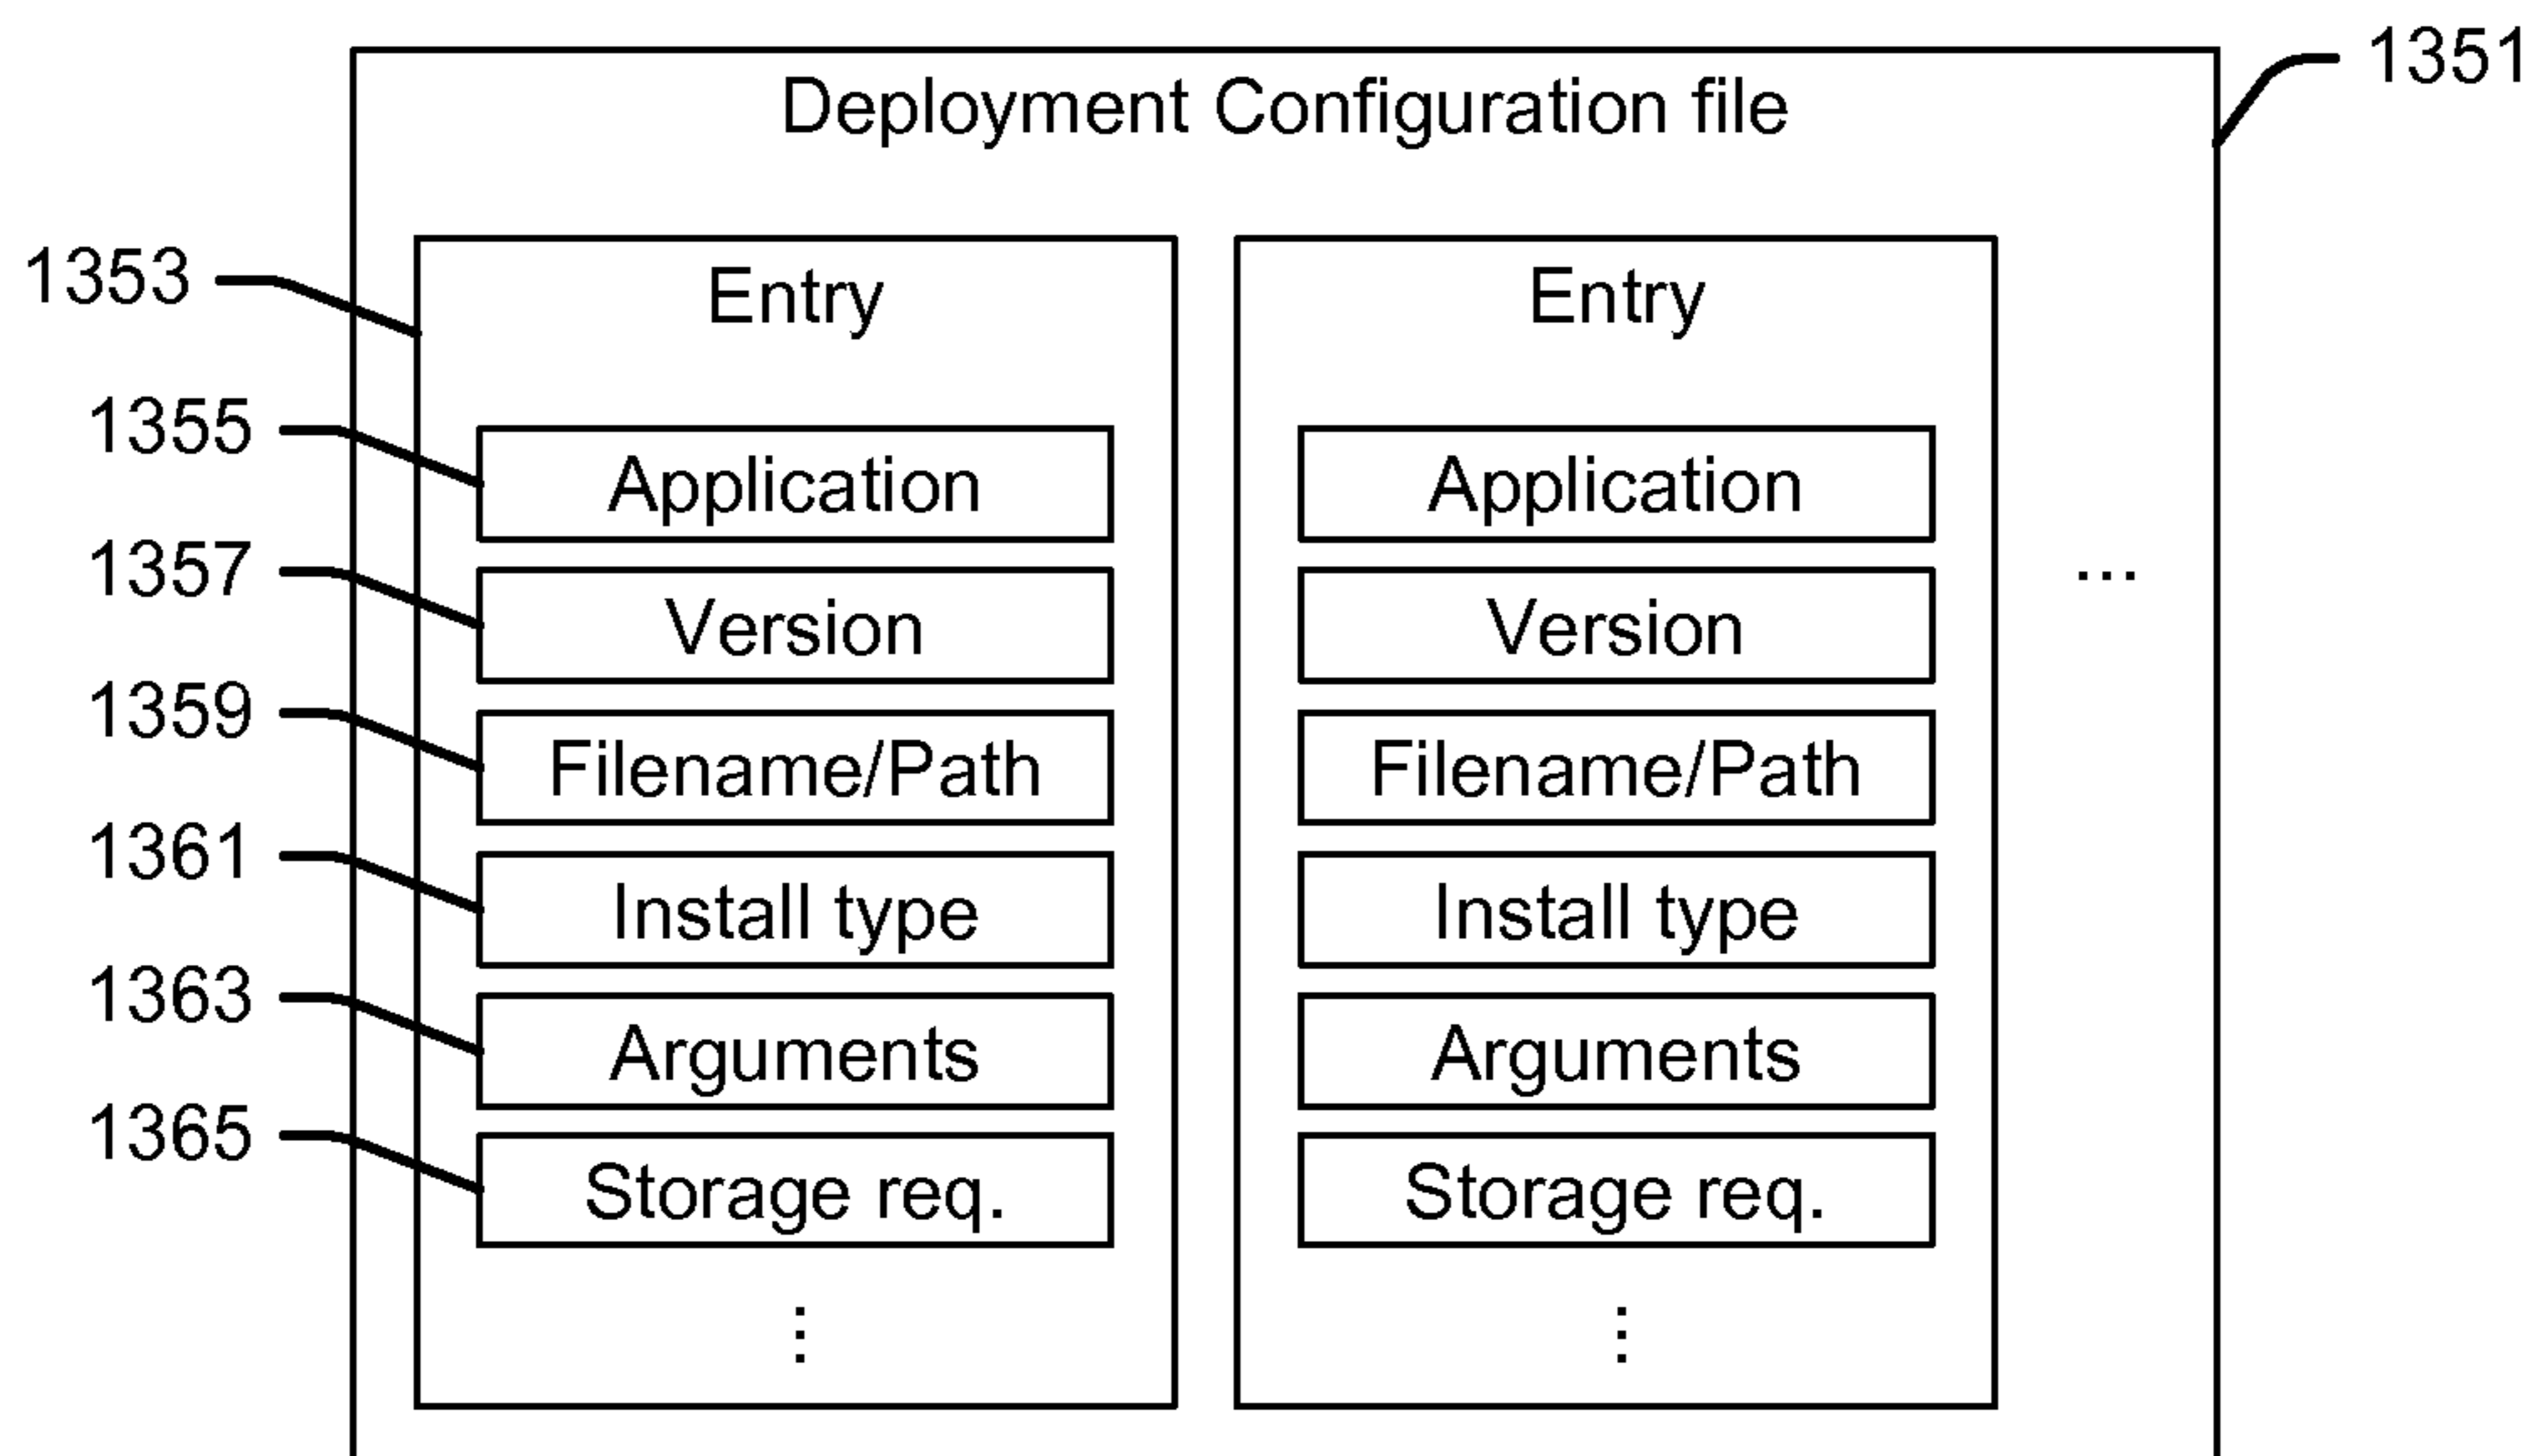 1351
Deployment Configuration file
1353
Entry
1355
Application
1357
Version
1359
Filename/Path
1361
Install type
1363
Arguments
1365
Storage req.
⋮
Entry
Application
Version
Filename/Path
Install type
Arguments
Storage req.
⋮
...